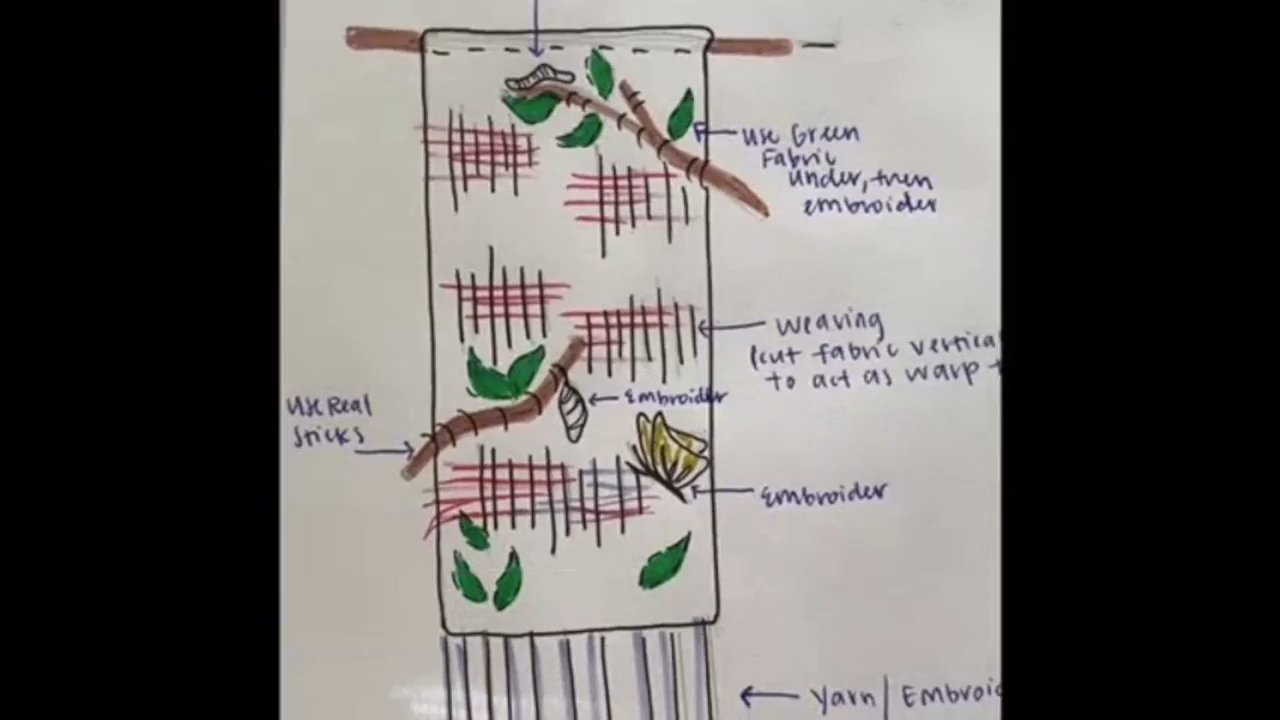 Use Green
Fabric
under, then
embroider
Weaving
(cut fabric vertica
to act as warp t
Embroider
Use Real
Sticks
Embroider
Yarn/Embroi